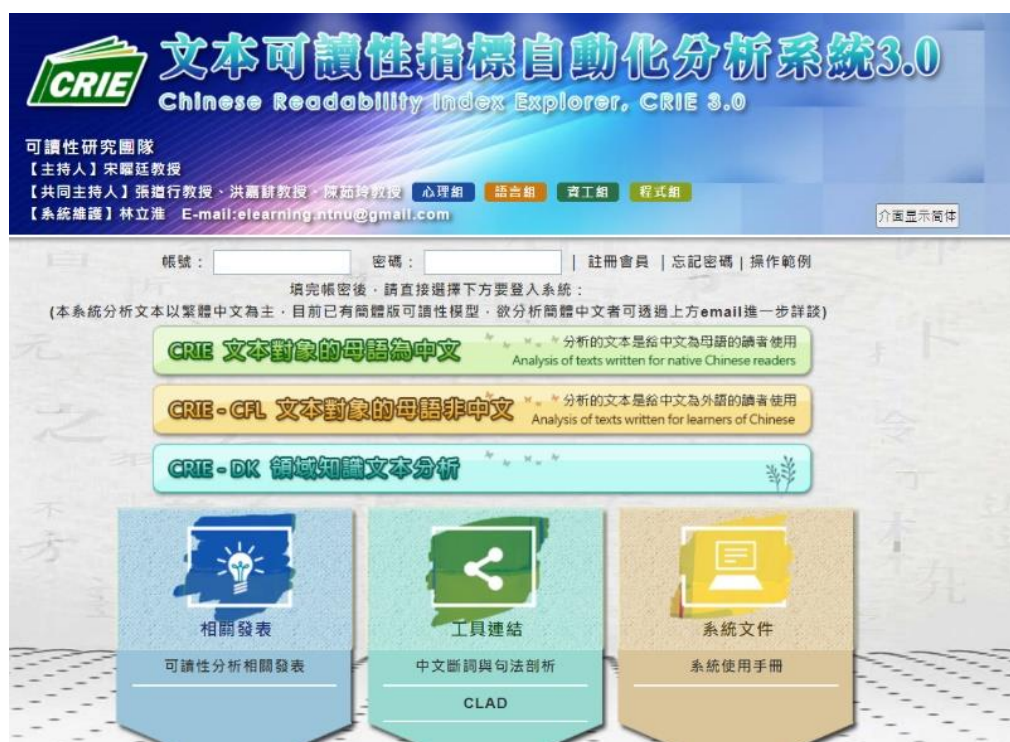 CRIE
文本可讀性指標自動化分析系統3.0
Chinese Readability Index Explorer, CRIE 3.0
可讀性研究團隊
【主持人】宋曜廷教授
【共同主持人】張道行教授、洪嘉馡教授、陳茹玲教授 心理組 語言組 資工組 程式組
【系統維護】林立淮 E-mail:elearning.ntnu@gmail.com
介面显示简体
帳號： 密碼： | 註冊會員 | 忘記密碼 | 操作範例
填完帳密後，請直接選擇下方要登入系統：
(本系統分析文本以繁體中文為主，目前已有簡體版可讀性模型，欲分析簡體中文者可透過上方email進一步詳談)
CRIE 文本對象的母語為中文
分析的文本是給中文為母語的讀者使用
Analysis of texts written for native Chinese readers
CRIE - CFL 文本對象的母語非中文
分析的文本是給中文為外語的讀者使用
Analysis of texts written for learners of Chinese
CRIE - DK 領域知識文本分析
相關發表
可讀性分析相關發表
工具連結
中文斷詞與句法剖析
CLAD
系統文件
系統使用手冊